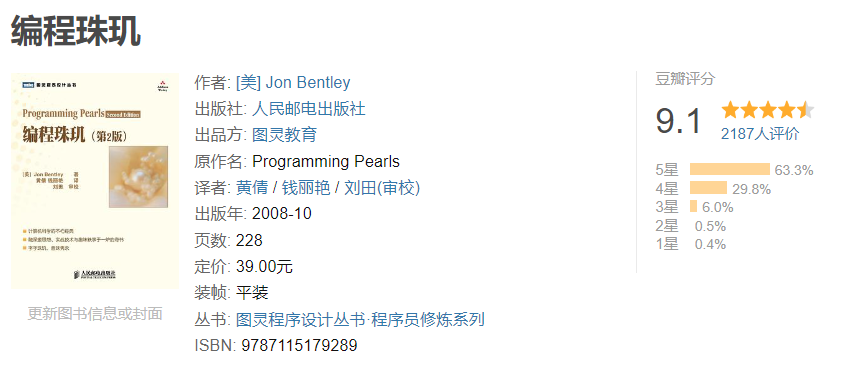 编程珠玑
图灵程序设计丛书
Programming Pearls Second Edition
编程珠玑（第2版）
[美] Jon Bentley 著
黄倩 钱丽艳 译
刘田 审校
人民邮电出版社
更新图书信息或封面
作者: [美] Jon Bentley
出版社: 人民邮电出版社
出品方: 图灵教育
原作名: Programming Pearls
译者: 黄倩 / 钱丽艳 / 刘田(审校)
出版年: 2008-10
页数: 228
定价: 39.00元
装帧: 平装
丛书: 图灵程序设计丛书·程序员修炼系列
ISBN: 9787115179289
豆瓣评分
9.1
2187人评价
5星 63.3%
4星 29.8%
3星 6.0%
2星 0.5%
1星 0.4%